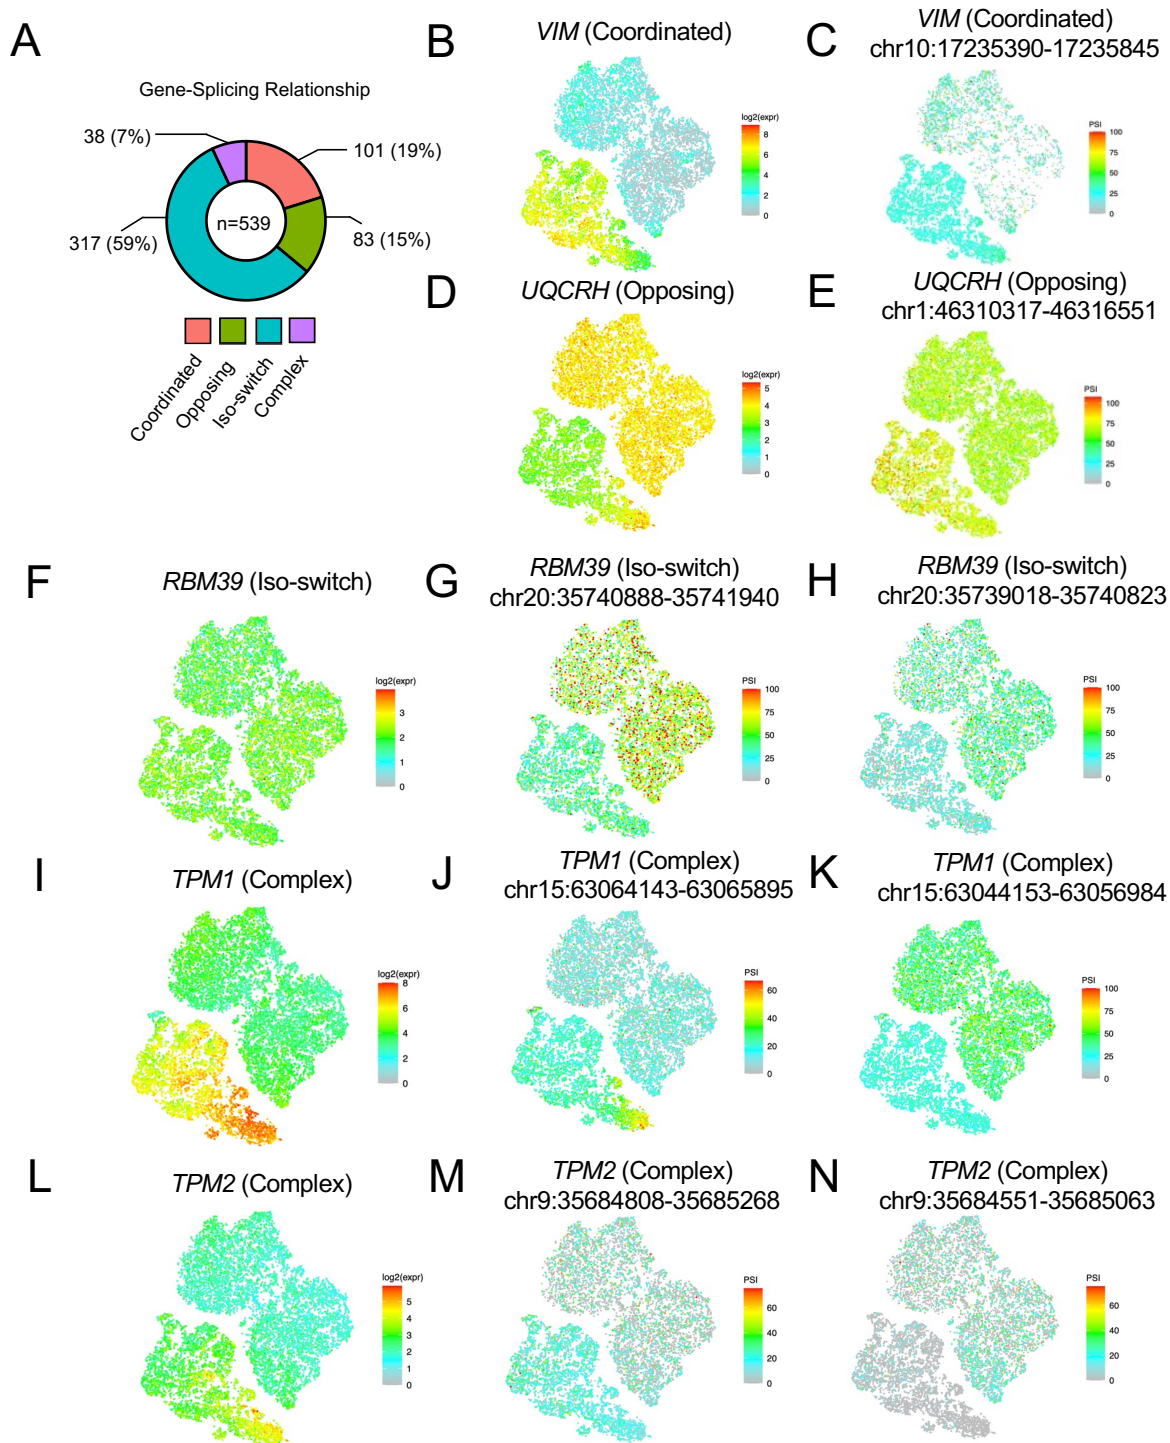 A
Gene-Splicing Relationship
38 (7%)
101 (19%)
317 (59%)
n=539
83 (15%)
Coordinated
Opposing
Iso-switch
Complex
B
VIM (Coordinated)
log2(expr)
8
6
4
2
0
C
VIM (Coordinated)
chr10:17235390-17235845
PSI
100
75
50
25
0
D
UQCRH (Opposing)
log2(expr)
5
4
3
2
1
0
E
UQCRH (Opposing)
chr1:46310317-46316551
PSI
100
75
50
25
0
F
RBM39 (Iso-switch)
log2(expr)
3
2
1
0
G
RBM39 (Iso-switch)
chr20:35740888-35741940
PSI
100
75
50
25
0
H
RBM39 (Iso-switch)
chr20:35739018-35740823
PSI
100
75
50
25
0
I
TPM1 (Complex)
log2(expr)
8
6
4
2
0
J
TPM1 (Complex)
chr15:63064143-63065895
PSI
60
40
20
0
K
TPM1 (Complex)
chr15:63044153-63056984
PSI
100
75
50
25
0
L
TPM2 (Complex)
log2(expr)
5
4
3
2
1
0
M
TPM2 (Complex)
chr9:35684808-35685268
PSI
60
40
20
0
N
TPM2 (Complex)
chr9:35684551-35685063
PSI
60
40
20
0